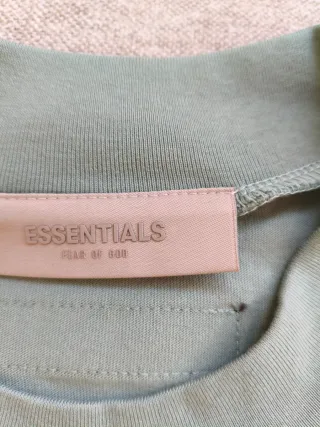 ESSENTIALS
FEAR OF GOD